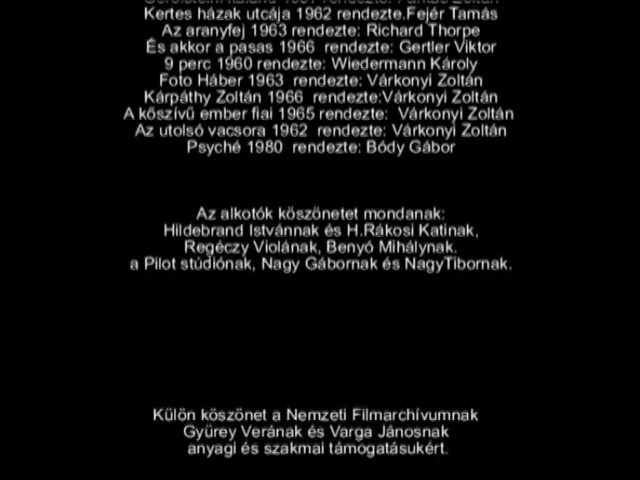 Kertes házak utcája 1962 rendezte.Fejér Tamás
Az aranyfej 1963 rendezte: Richard Thorpe
És akkor a pasas 1966 rendezte: Gertler Viktor
9 perc 1960 rendezte: Wiedermann Károly
Foto Háber 1963 rendezte: Várkonyi Zoltán
Kárpáthy Zoltán 1966 rendezte:Várkonyi Zoltán
A kőszívű ember fiai 1965 rendezte: Várkonyi Zoltán
Az utolsó vacsora 1962 rendezte: Várkonyi Zoltán
Psyché 1980 rendezte: Bódy Gábor
Az alkotók köszönetet mondanak:
Hildebrand Istvánnak és H.Rákosi Katinak,
Regéczy Violának, Benyó Mihálynak.
a Pilot stúdiónak, Nagy Gábornak és NagyTibornak.
Külön köszönet a Nemzeti Filmarchívumnak
Gyürey Verának és Varga Jánosnak
anyagi és szakmai támogatásukért.